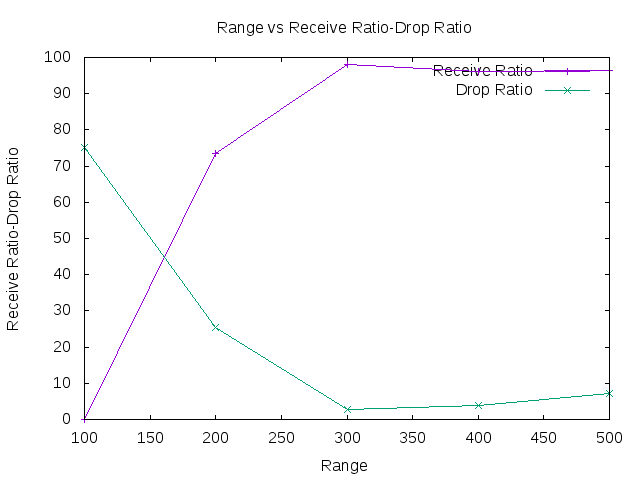 Range vs Receive Ratio-Drop Ratio
Receive Ratio
Drop Ratio
Receive Ratio-Drop Ratio
100
90
80
70
60
50
40
30
20
10
0
100 150 200 250 300 350 400 450 500
Range